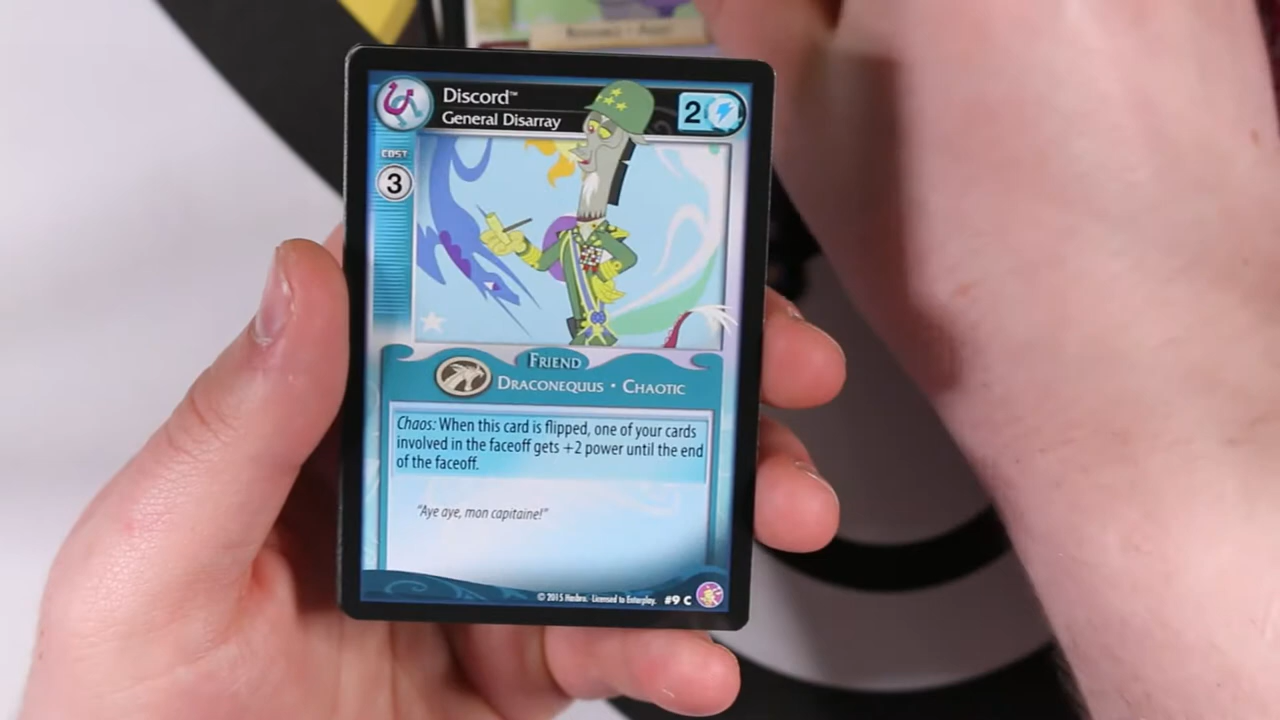 Discord™
General Disarray
2
COST
3
FRIEND
DRACONEQUUS • CHAOTIC
Chaos: When this card is flipped, one of your cards
involved in the faceoff gets +2 power until the end
of the faceoff.
"Aye aye, mon capitaine!"
© 2015 Hasbro. Licensed to Enterplay. #9 C